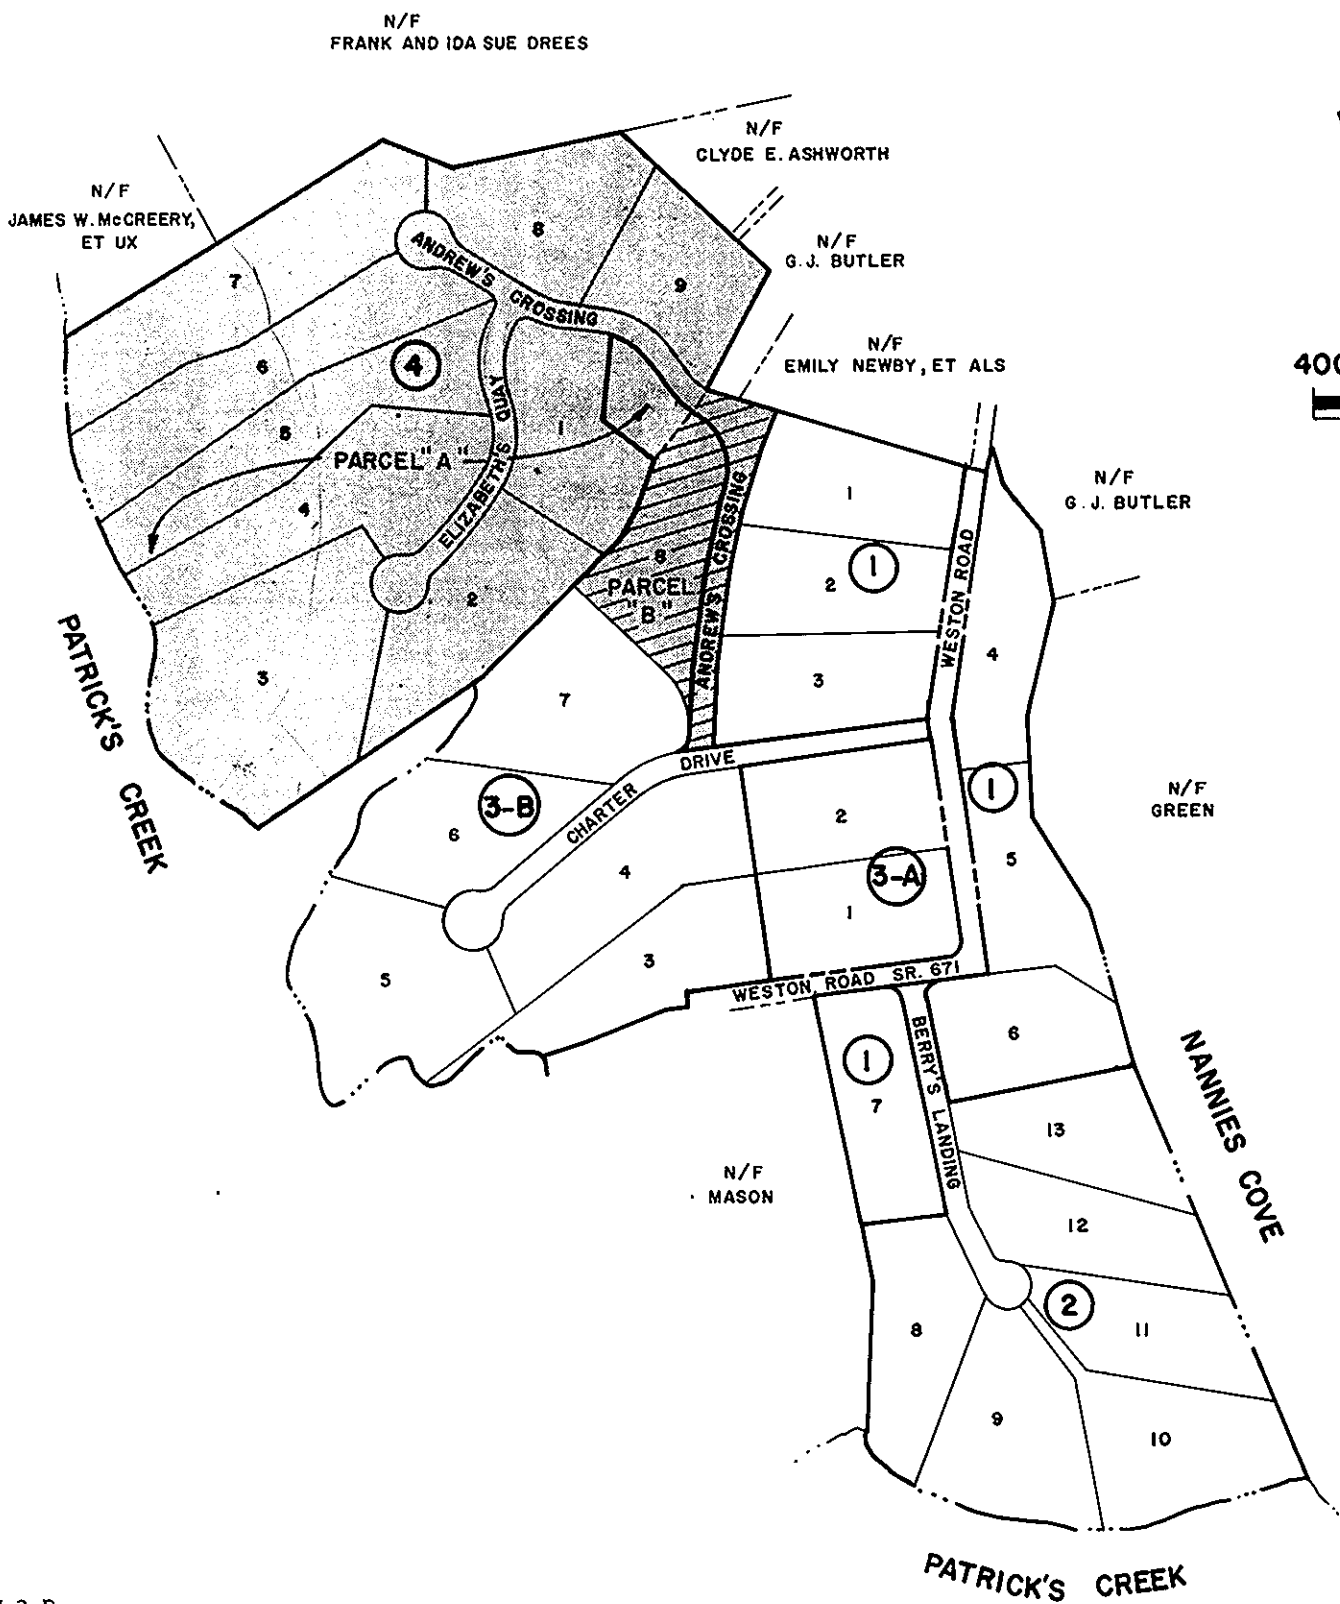 N/F
FRANK AND IDA SUE DREES
N/F
CLYDE E. ASHWORTH
N/F
JAMES W. McCREERY,
ET UX
N/F
G.J. BUTLER
N/F
EMILY NEWBY, ET ALS
400
N/F
G.J. BUTLER
ANDREW'S CROSSING
8
9
7
6
4
5
1
ELIZABETH'S QUAY
PARCEL "A"
4
2
3
8
PARCEL
"B"
ANDREW'S CROSSING
1
1
2
3
WESTON ROAD
4
PATRICK'S CREEK
7
DRIVE
CHARTER
3-B
6
5
4
3
2
3-A
1
1
5
N/F
GREEN
WESTON ROAD SR. 671
1
7
BERRY'S LANDING
6
13
12
NANNIES COVE
N/F
MASON
2
11
8
9
10
PATRICK'S CREEK